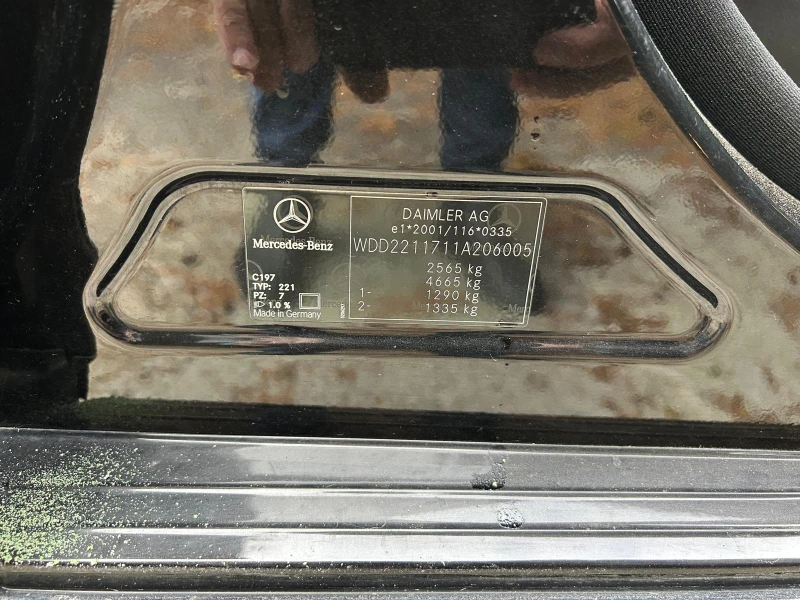 Mercedes-Benz
C197
TYP: 221
PZ: 7
1.0 %
Made in Germany
DAIMLER AG
e1*2001/116*0335
WDD2211711A206005
2565 kg
4665 kg
1- 1290 kg
2- 1335 kg